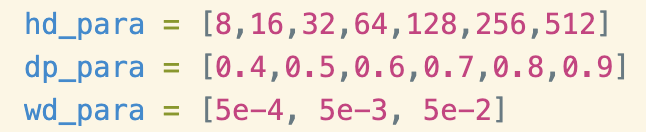 hd_para = [8,16,32,64,128,256,512]
dp_para = [0.4,0.5,0.6,0.7,0.8,0.9]
wd_para = [5e-4, 5e-3, 5e-2]